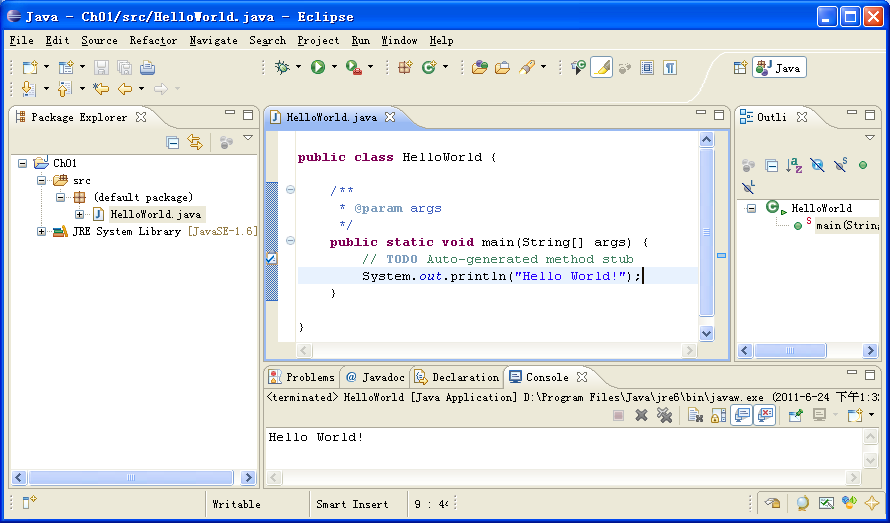 Java - Ch01/src/HelloWorld.java - Eclipse
File Edit Source Refactor Navigate Search Project Run Window Help
Java
Package Explorer
Ch01
src
(default package)
HelloWorld.java
JRE System Library [JavaSE-1.6]
HelloWorld.java
public class HelloWorld {
/**
* @param args
*/
public static void main(String[] args) {
// TODO Auto-generated method stub
System.out.println("Hello World!");
}
}
Outli
HelloWorld
main(Strin
Problems @ Javadoc Declaration Console
<terminated> HelloWorld [Java Application] D:\Program Files\Java\jre6\bin\javaw.exe (2011-6-24 下午1:32
Hello World!
Writable Smart Insert 9 : 44